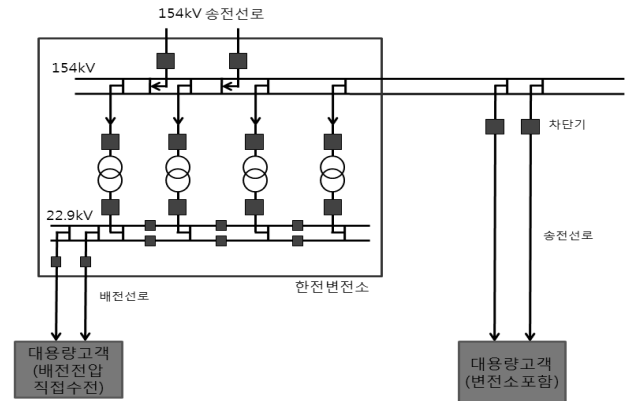 154kV 송전선로
154kV
차단기
22.9kV
송전선로
한전변전소
배전선로
대용량고객
(배전전압
직접수전)
대용량고객
(변전소포함)